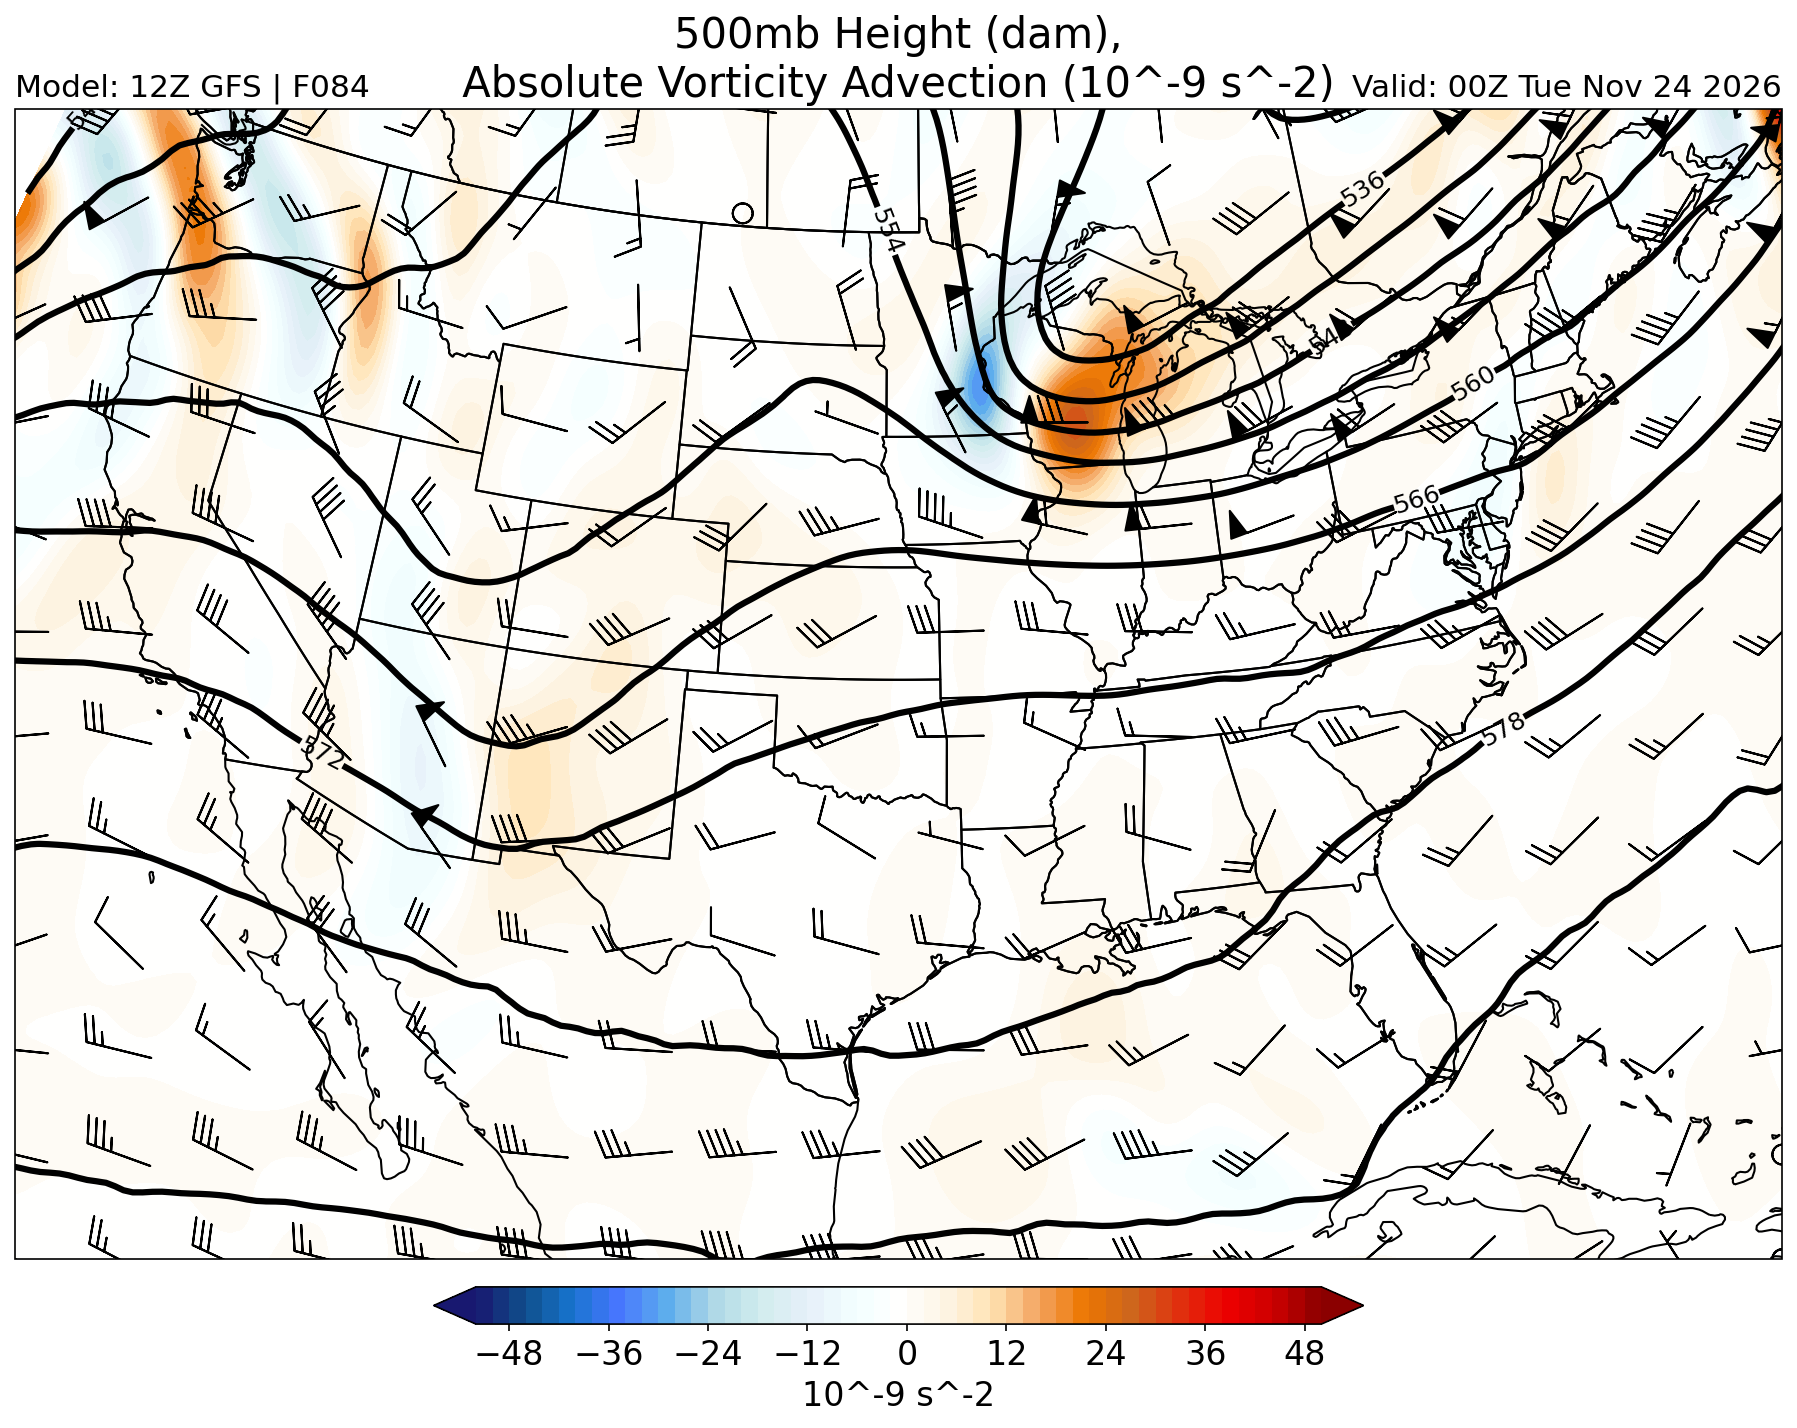 500mb Height (dam),
Model: 12Z GFS | F084
Absolute Vorticity Advection (10^-9 s^-2)
Valid: 00Z Tue Nov 24 2026
536
554
560
566
572
578
−48 −36 −24 −12 0 12 24 36 48
10^-9 s^-2